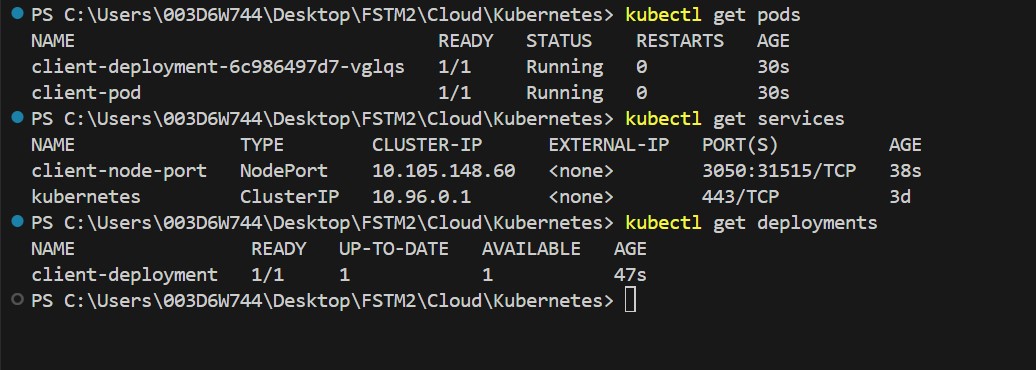 PS C:\Users\003D6W744\Desktop\FSTM2\Cloud\Kubernetes> kubectl get pods
NAME READY STATUS RESTARTS AGE
client-deployment-6c986497d7-vglqs 1/1 Running 0 30s
client-pod 1/1 Running 0 30s
PS C:\Users\003D6W744\Desktop\FSTM2\Cloud\Kubernetes> kubectl get services
NAME TYPE CLUSTER-IP EXTERNAL-IP PORT(S) AGE
client-node-port NodePort 10.105.148.60 <none> 3050:31515/TCP 38s
kubernetes ClusterIP 10.96.0.1 <none> 443/TCP 3d
PS C:\Users\003D6W744\Desktop\FSTM2\Cloud\Kubernetes> kubectl get deployments
NAME READY UP-TO-DATE AVAILABLE AGE
client-deployment 1/1 1 1 47s
PS C:\Users\003D6W744\Desktop\FSTM2\Cloud\Kubernetes>